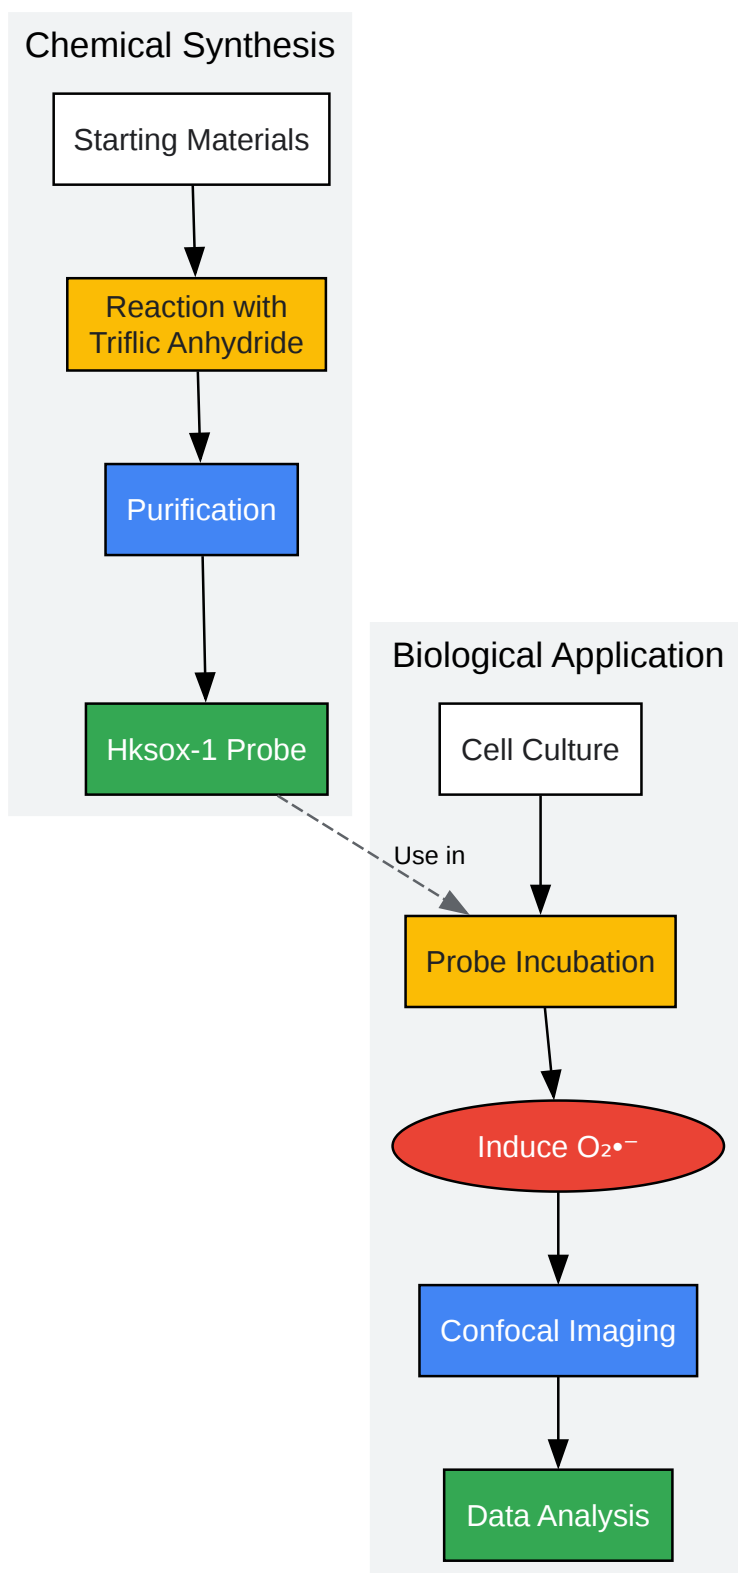 Chemical Synthesis
Starting Materials
Reaction with
Triflic Anhydride
Purification
Hksox-1 Probe
Use in
Biological Application
Cell Culture
Probe Incubation
Induce O₂•⁻
Confocal Imaging
Data Analysis